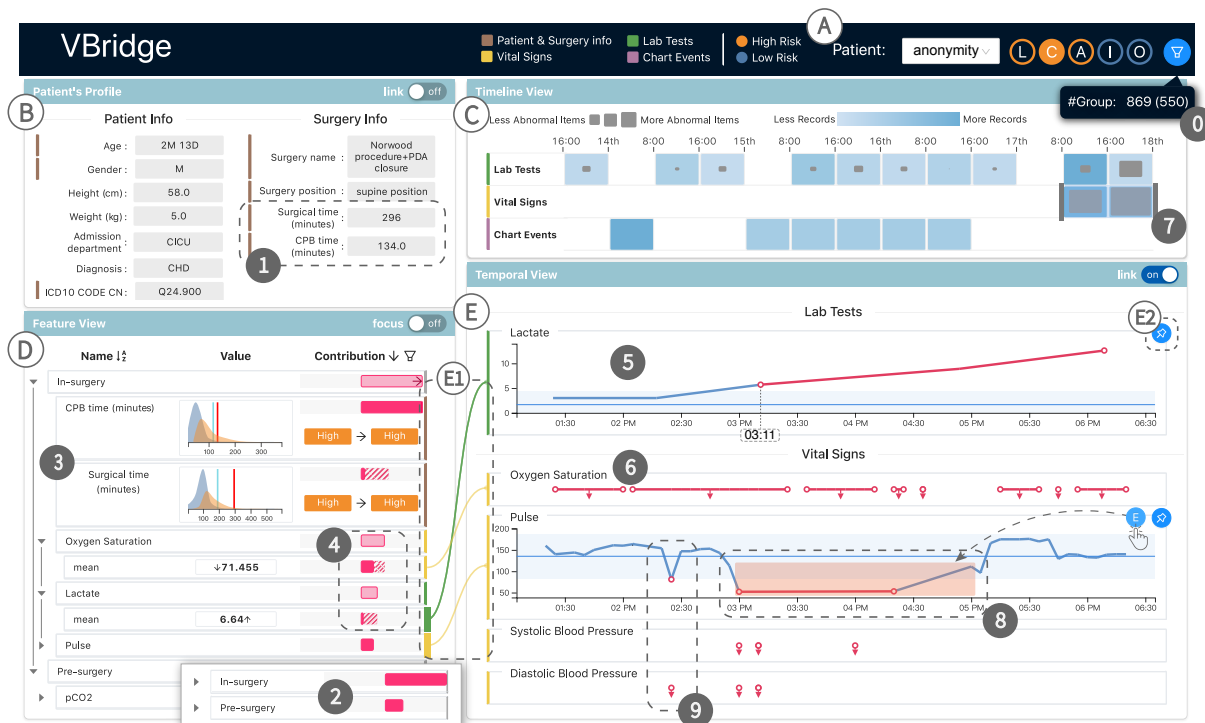 VBridge
Patient & Surgery info
Lab Tests
Vital Signs
Chart Events
High Risk
Low Risk
A
Patient:
anonymity
L C A I O
#Group: 869 (550)
0
Patient's Profile
link off
B
Patient Info
Surgery Info
Age :
2M 13D
Gender :
M
Height (cm) :
58.0
Weight (kg) :
5.0
Admission
department :
CICU
Diagnosis :
CHD
ICD10 CODE CN :
Q24.900
Surgery name :
Norwood
procedure+PDA
closure
Surgery position :
supine position
Surgical time
(minutes) :
296
CPB time
(minutes) :
134.0
1
Timeline View
C
Less Abnormal Items
More Abnormal Items
Less Records
More Records
16:00 14th 8:00 16:00 15th 8:00 16:00 16th 8:00 16:00 17th 8:00 16:00 18th
Lab Tests
Vital Signs
Chart Events
7
Feature View
focus off
D
Name
A
Z
Value
Contribution
In-surgery
CPB time (minutes)
100 200 300
High → High
3
Surgical time
(minutes)
100 200 300 400 500
High → High
Oxygen Saturation
4
mean
↓71.455
Lactate
mean
6.64↑
Pulse
Pre-surgery
pCO2
In-surgery
Pre-surgery
2
Temporal View
link on
E
E1
E2
Lab Tests
Lactate
5
10
5
0
01:30 02 PM 02:30 03 PM 03:30 04 PM 04:30 05 PM 05:30 06 PM 06:30
03:11
Vital Signs
Oxygen Saturation
6
Pulse
E
200
150
100
50
01:30 02 PM 02:30 03 PM 03:30 04 PM 04:30 05 PM 05:30 06 PM 06:30
8
Systolic Blood Pressure
Diastolic Blood Pressure
9